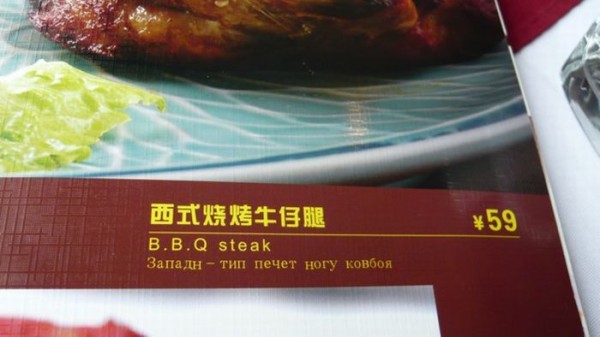 西式烧烤牛仔腿 ¥59
B.B.Q steak
Западн – тип печет ногу ковбоя